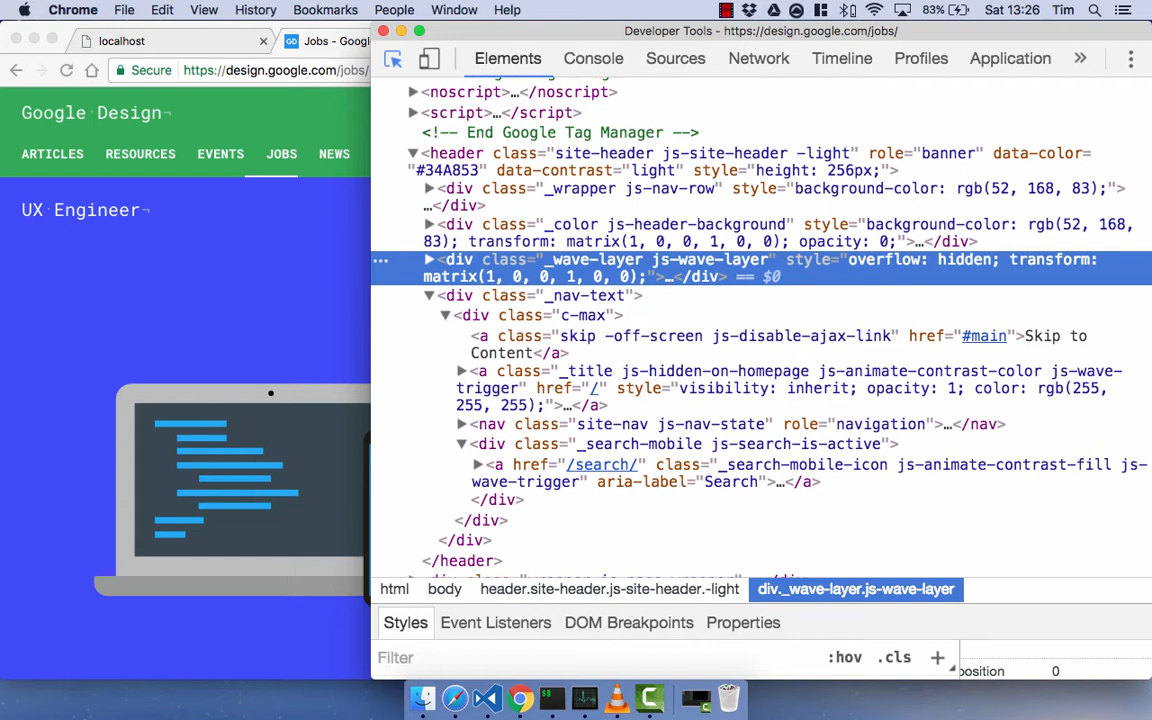 Chrome File Edit View History Bookmarks People Window Help 83% Sat 13:26 Tim
localhost
GD Jobs - Goog
Secure https://design.google.com/jobs/
Google Design¬
ARTICLES RESOURCES EVENTS JOBS NEWS
UX Engineer¬
Developer Tools - https://design.google.com/jobs/
Elements Console Sources Network Timeline Profiles Application »
▶<noscript>…</noscript>
▶<script>…</script>
<!-- End Google Tag Manager -->
▼<header class="site-header js-site-header -light" role="banner" data-color=
"#34A853" data-contrast="light" style="height: 256px;">
▶<div class="_wrapper js-nav-row" style="background-color: rgb(52, 168, 83);">
…</div>
▶<div class="_color js-header-background" style="background-color: rgb(52, 168,
83); transform: matrix(1, 0, 0, 1, 0, 0); opacity: 0;">…</div>
… ▶<div class="_wave-layer js-wave-layer" style="overflow: hidden; transform:
matrix(1, 0, 0, 1, 0, 0);">…</div> == $0
▼<div class="_nav-text">
▼<div class="c-max">
<a class="skip -off-screen js-disable-ajax-link" href="#main">Skip to
Content</a>
▶<a class="_title js-hidden-on-homepage js-animate-contrast-color js-wave-
trigger" href="/" style="visibility: inherit; opacity: 1; color: rgb(255,
255, 255);">…</a>
▶<nav class="site-nav js-nav-state" role="navigation">…</nav>
▼<div class="_search-mobile js-search-is-active">
▶<a href="/search/" class="_search-mobile-icon js-animate-contrast-fill js-
wave-trigger" aria-label="Search">…</a>
</div>
</div>
</div>
</header>
html body header.site-header.js-site-header.-light div._wave-layer.js-wave-layer
Styles Event Listeners DOM Breakpoints Properties
Filter :hov .cls +
position 0